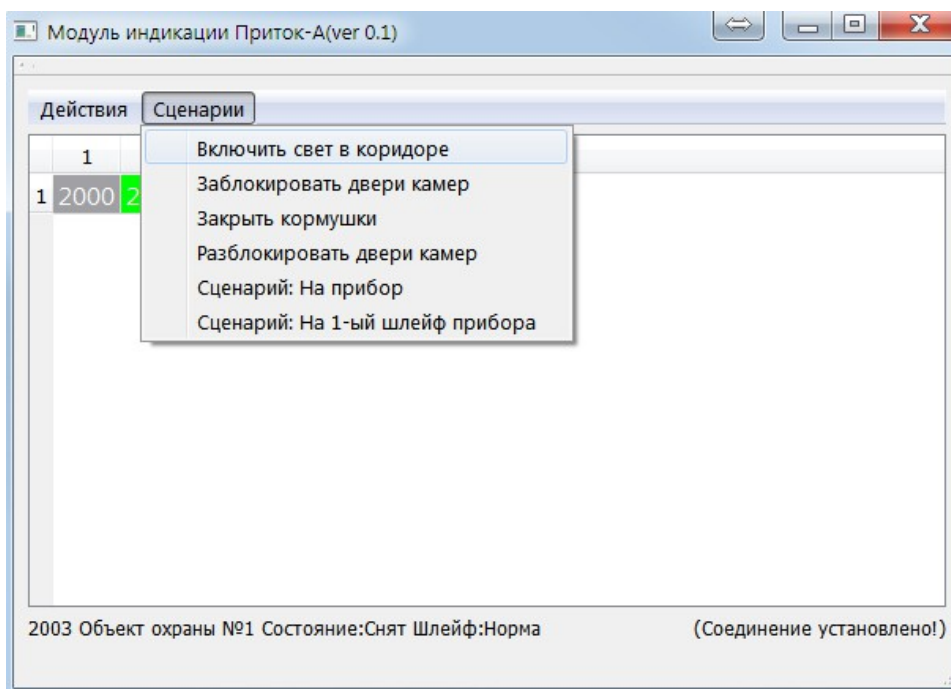 Модуль индикации Приток-А(ver 0.1)
Действия Сценарии
1
Включить свет в коридоре
1 2000 2
Заблокировать двери камер
Закрыть кормушки
Разблокировать двери камер
Сценарий: На прибор
Сценарий: На 1-ый шлейф прибора
2003 Объект охраны №1 Состояние:Снят Шлейф:Норма (Соединение установлено!)